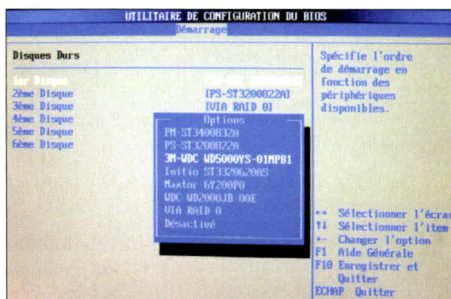 UTILITAIRE DE CONFIGURATION DU BIOS
Démarrage
Disques Durs
1er Disque
2ème Disque [PS-ST3200822A]
3ème Disque [VIA RAID 0]
4ème Disque
5ème Disque
6ème Disque
Options
PM-ST3400832A
PS-ST3200822A
3M-WDC WD5000YS-01MPB1
Initio ST3320620AS
Maxtor 6Y200P0
WDC WD2000JB-00E
VIA RAID 0
Désactivé
Spécifie l'ordre
de démarrage en
fonction des
périphériques
disponibles.
↔ Sélectionner l'écran
↑↓ Sélectionner l'item
+- Changer l'option
F1 Aide Générale
F10 Enregistrer et
Quitter
ECHAP Quitter